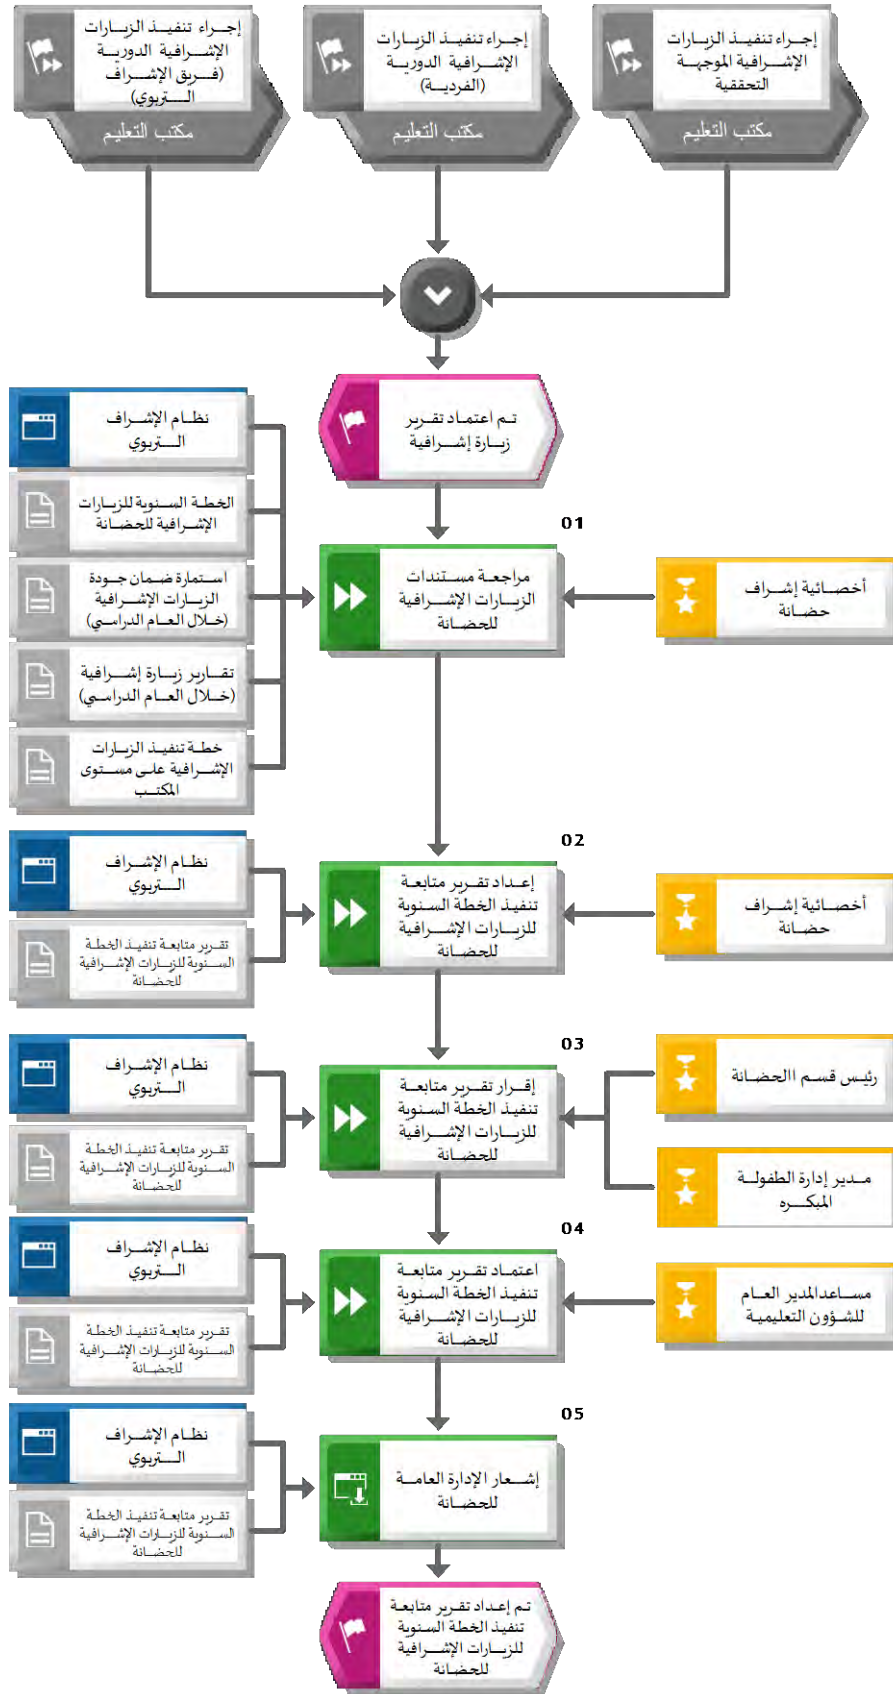 إجراء تنفيذ الزيارات
الإشرافية الموجهة
التحققية
مكتب التعليم
إجراء تنفيذ الزيارات
الإشرافية الدورية
(الفردية)
مكتب التعليم
إجراء تنفيذ الزيارات
الإشرافية الدورية
(فريق الإشراف
التربوي)
مكتب التعليم
تم اعتماد تقرير
زيارة إشرافية
01
مراجعة مستندات
الزيارات الإشرافية
للحضانة
أخصائية إشراف
حضانة
نظام الإشراف
التربوي
الخطة السنوية للزيارات
الإشرافية للحضانة
استمارة ضمان جودة
الزيارات الإشرافية
(خلال العام الدراسي)
تقارير زيارة إشرافية
(خلال العام الدراسي)
خطة تنفيذ الزيارات
الإشرافية على مستوى
المكتب
02
إعداد تقرير متابعة
تنفيذ الخطة السنوية
للزيارات الإشرافية
للحضانة
أخصائية إشراف
حضانة
نظام الإشراف
التربوي
تقرير متابعة تنفيذ الخطة
السنوية للزيارات الإشرافية
للحضانة
03
إقرار تقرير متابعة
تنفيذ الخطة السنوية
للزيارات الإشرافية
للحضانة
رئيس قسم االحضانة
مدير إدارة الطفولة
المبكره
نظام الإشراف
التربوي
تقرير متابعة تنفيذ الخطة
السنوية للزيارات الإشرافية
للحضانة
04
اعتماد تقرير متابعة
تنفيذ الخطة السنوية
للزيارات الإشرافية
للحضانة
مساعدالمدير العام
للشؤون التعليمية
نظام الإشراف
التربوي
تقرير متابعة تنفيذ الخطة
السنوية للزيارات الإشرافية
للحضانة
05
إشعار الإدارة العامة
للحضانة
نظام الإشراف
التربوي
تقرير متابعة تنفيذ الخطة
السنوية للزيارات الإشرافية
للحضانة
تم إعداد تقرير متابعة
تنفيذ الخطة السنوية
للزيارات الإشرافية
للحضانة